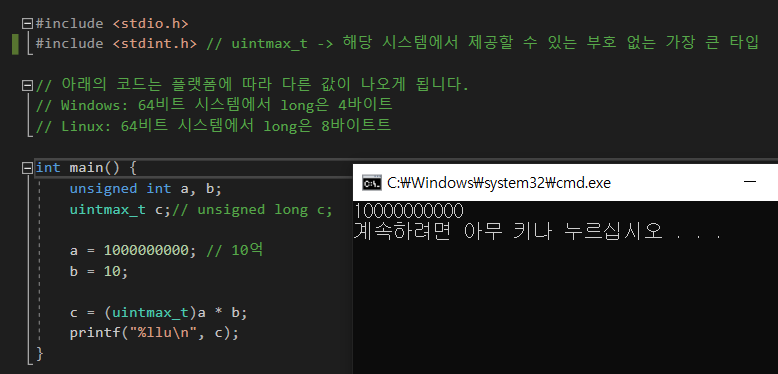 #include <stdio.h>
#include <stdint.h> // uintmax_t -> 해당 시스템에서 제공할 수 있는 부호 없는 가장 큰 타입
// 아래의 코드는 플랫폼에 따라 다른 값이 나오게 됩니다.
// Windows: 64비트 시스템에서 long은 4바이트
// Linux: 64비트 시스템에서 long은 8바이트트
int main() {
unsigned int a, b;
uintmax_t c;// unsigned long c;
a = 1000000000; // 10억
b = 10;
c = (uintmax_t)a * b;
printf("%llu\n", c);
}
C:₩Windows₩system32₩cmd.exe
10000000000
계속하려면 아무 키나 누르십시오 . . .